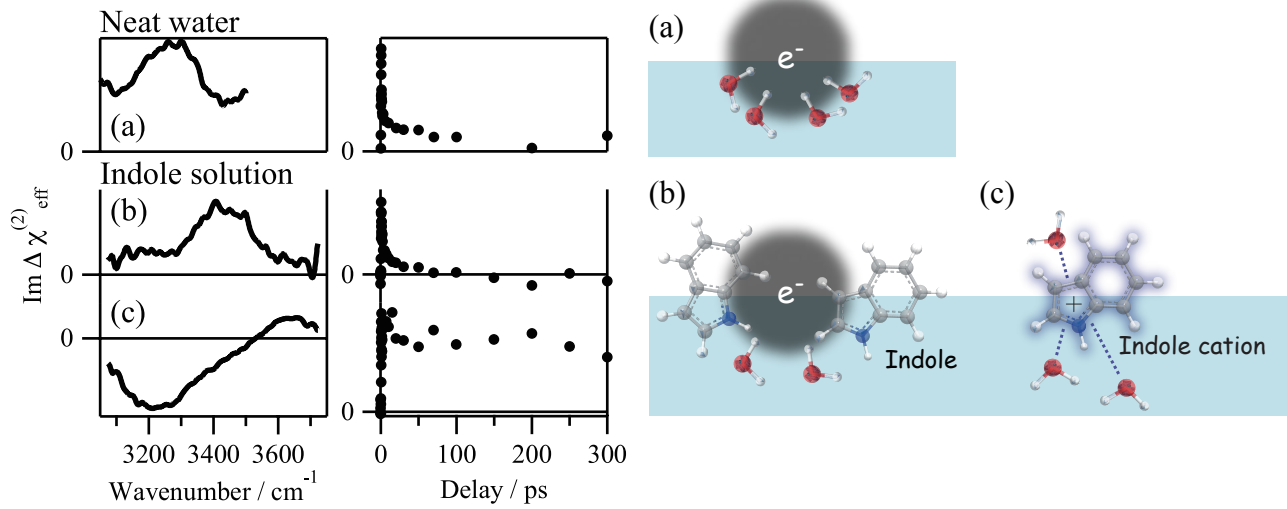 Neat water
(a)
0
0
Indole solution
(b)
0
0
(c)
0
0
Im Δ χ(2)eff
3200 3400 3600
Wavenumber / cm-1
0 100 200 300
Delay / ps
(a)
e-
(b)
e-
Indole
(c)
+
Indole cation